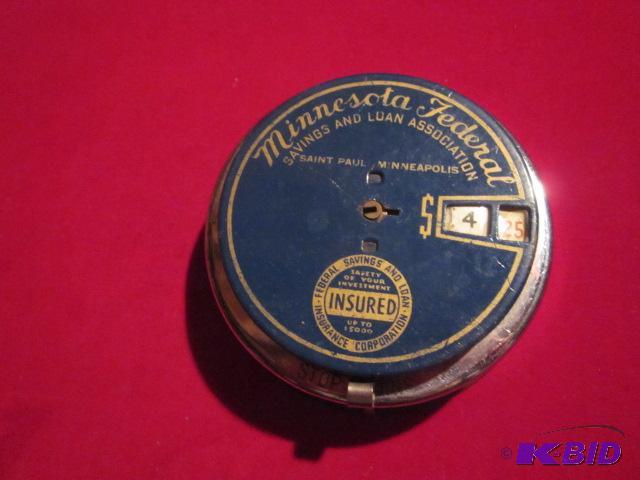 Minnesota Federal
SAVINGS AND LOAN ASSOCIATION
SAINT PAUL MINNEAPOLIS
$ 4 25
FEDERAL SAVINGS AND LOAN
INSURANCE CORPORATION
SAFETY
OF YOUR
INVESTMENT
INSURED
UP TO
$5000
STOP
© K-BID